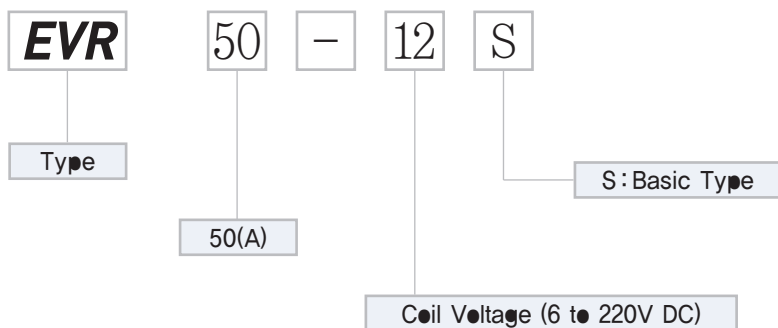 EVR 50 - 12 S
Type
S : Basic Type
50(A)
Coil Voltage (6 to 220V DC)